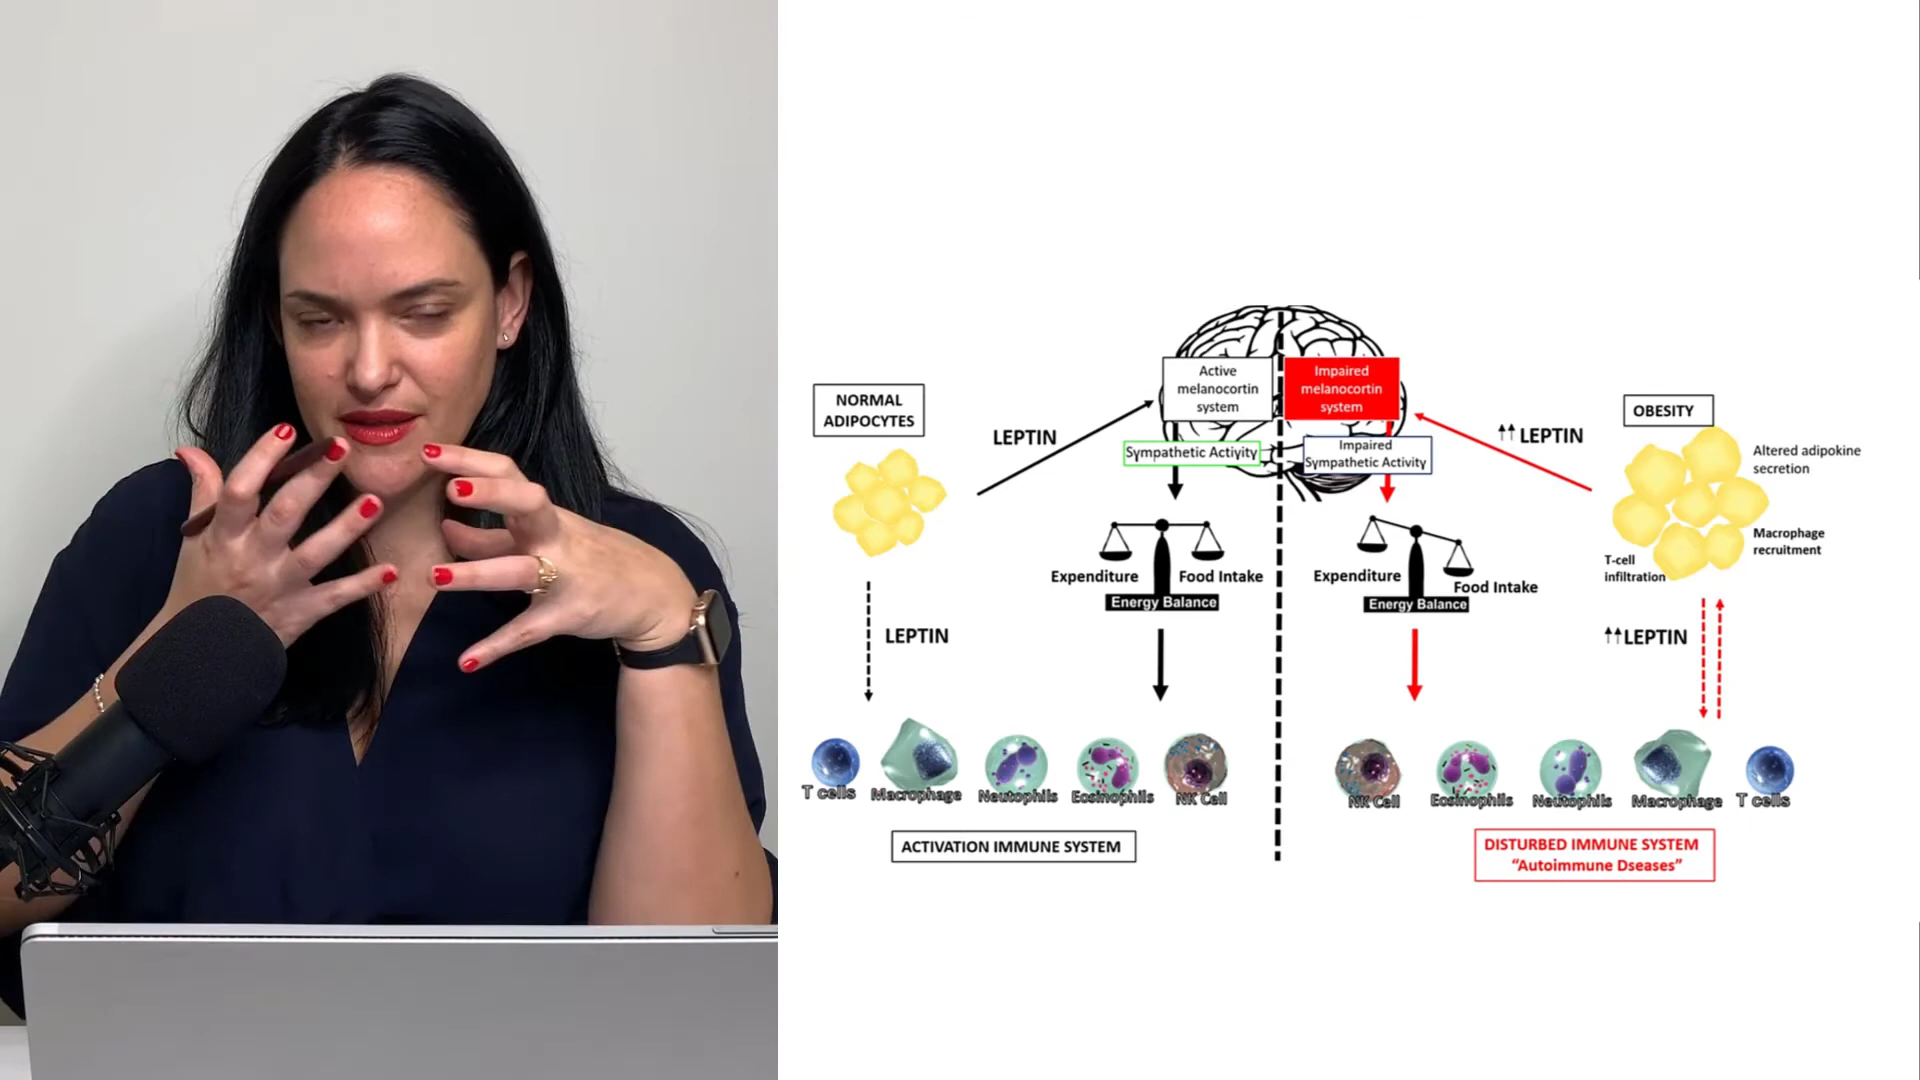 NORMAL
ADIPOCYTES
LEPTIN
LEPTIN
Active
melanocortin
system
Sympathetic Activity
Expenditure
Food Intake
Energy Balance
T cells
Macrophage
Neutophils
Eosinophils
NK Cell
ACTIVATION IMMUNE SYSTEM
Impaired
melanocortin
system
Impaired
Sympathetic Activity
Expenditure
Food Intake
Energy Balance
LEPTIN
OBESITY
Altered adipokine
secretion
Macrophage
recruitment
T-cell
infiltration
LEPTIN
NK Cell
Eosinophils
Neutophils
Macrophage
T cells
DISTURBED IMMUNE SYSTEM
“Autoimmune Dseases”